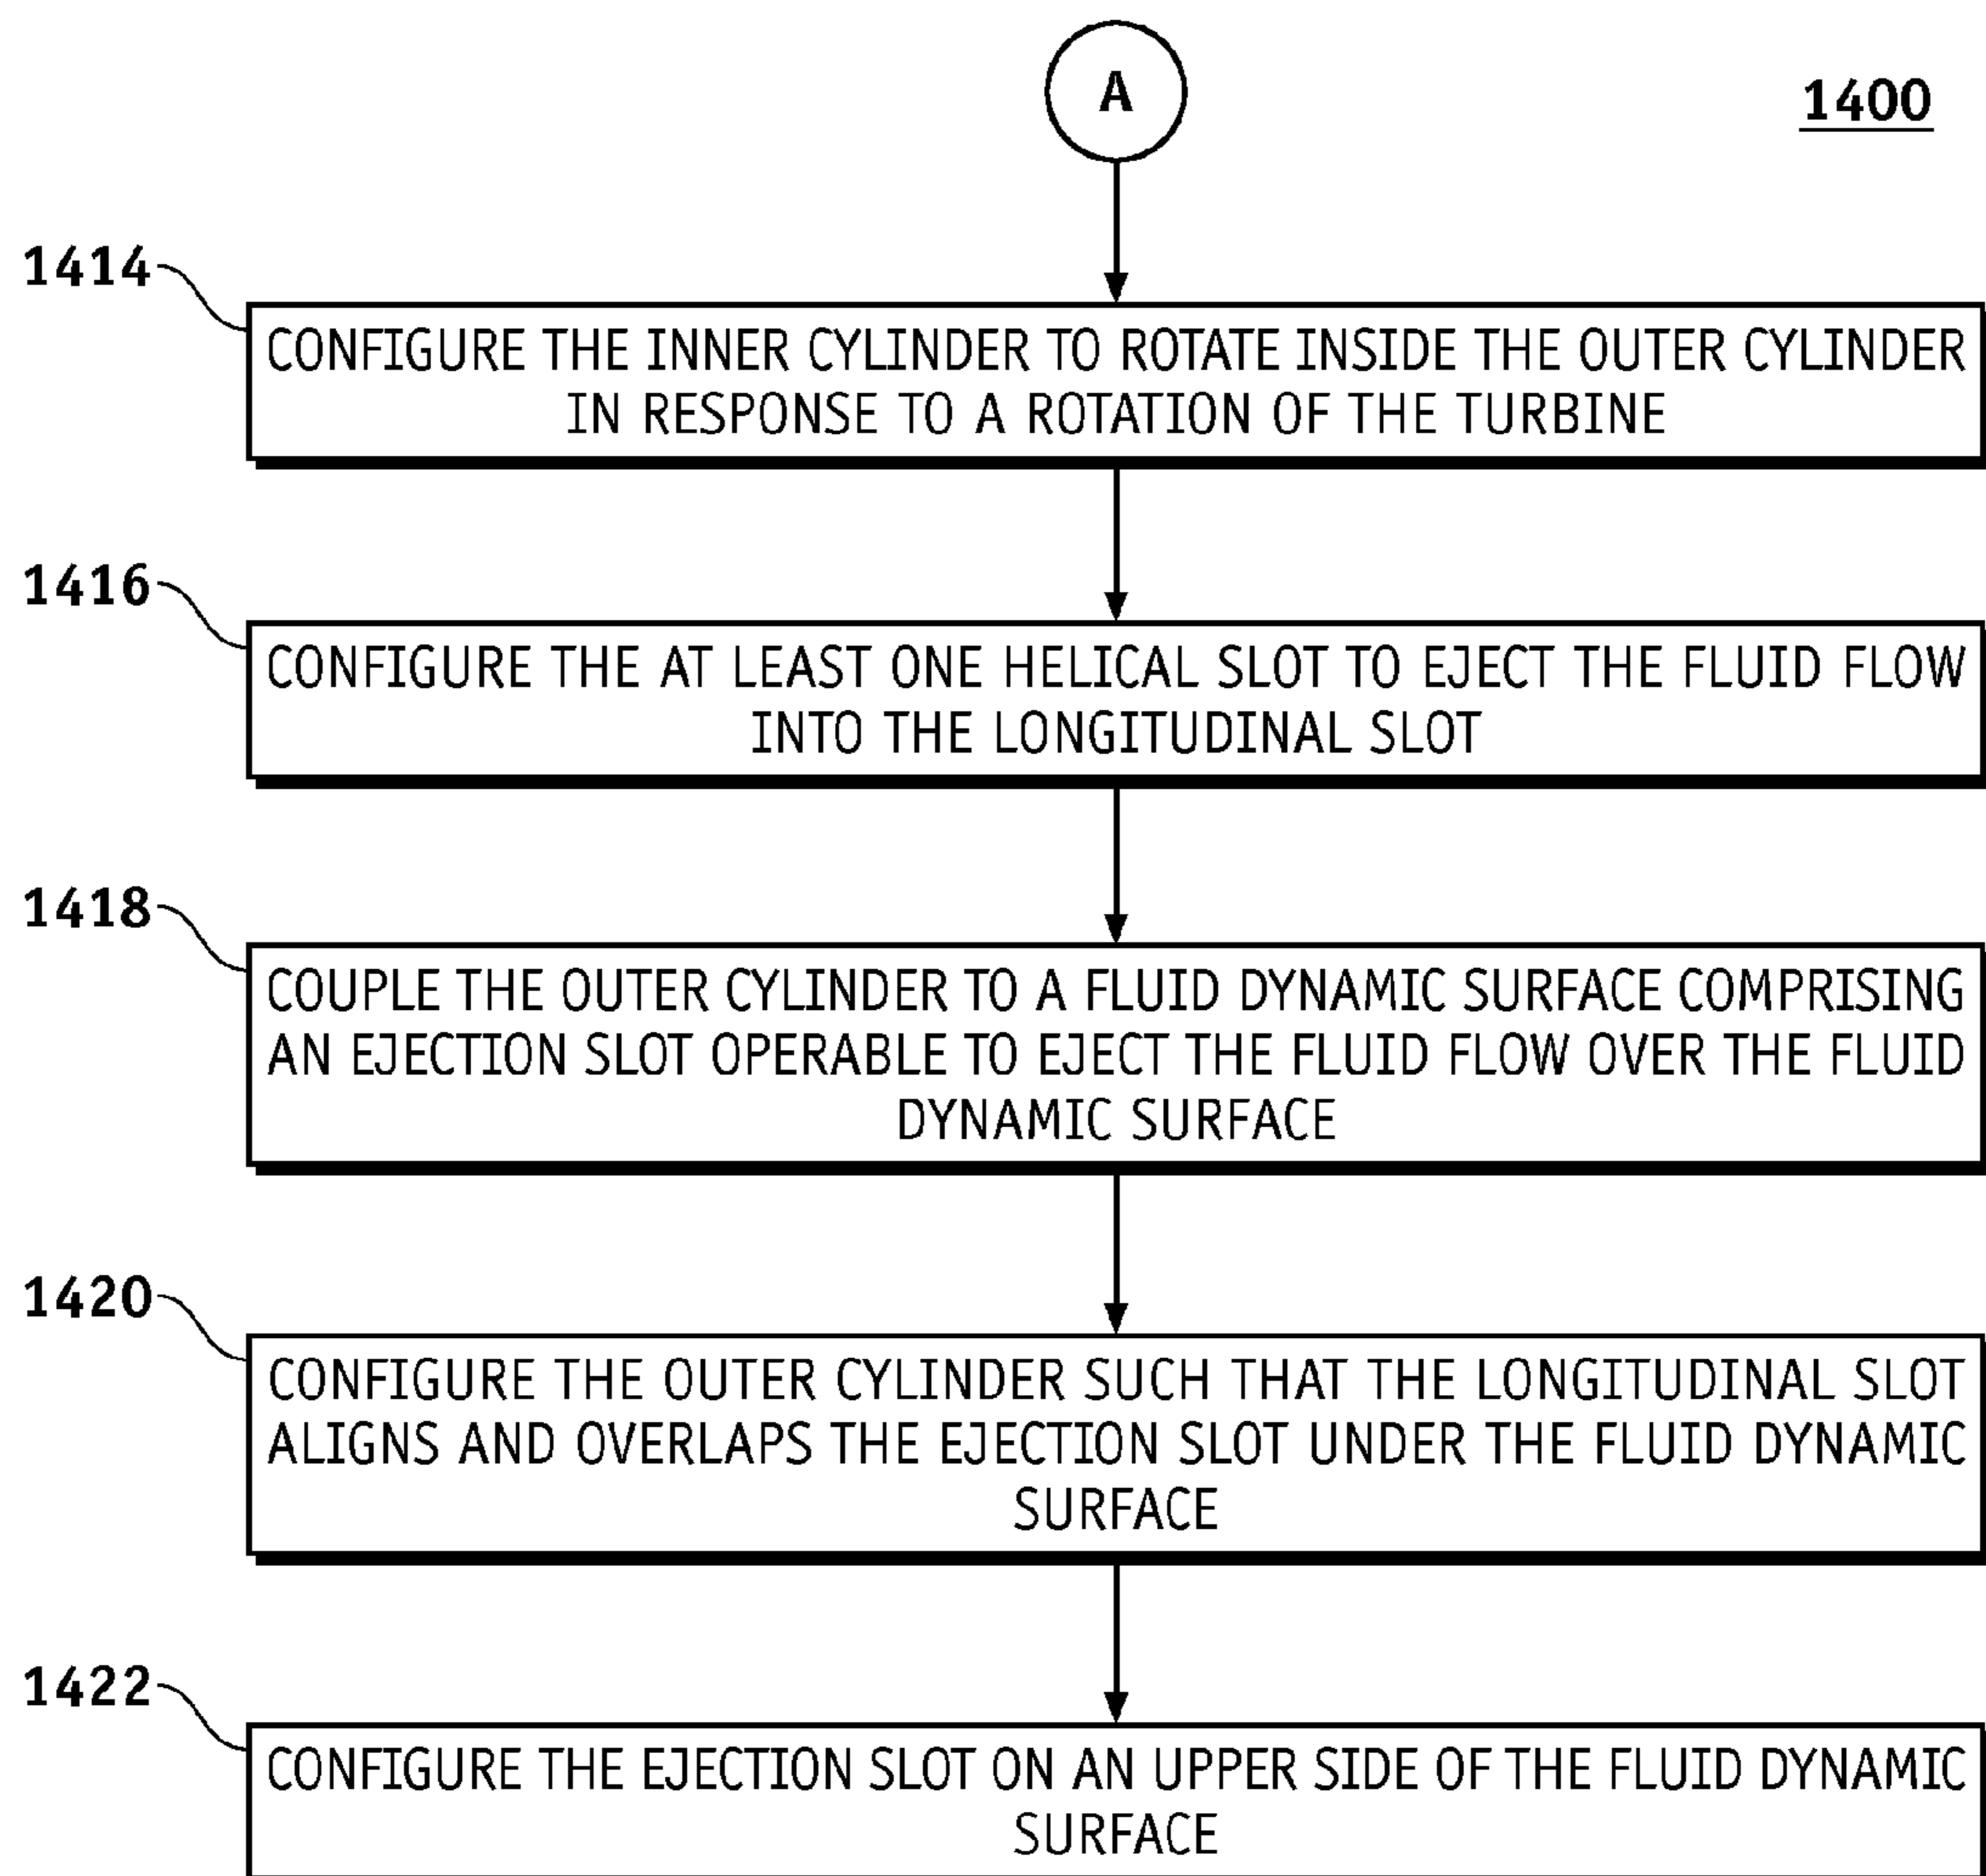 A
1400
1414
CONFIGURE THE INNER CYLINDER TO ROTATE INSIDE THE OUTER CYLINDER
IN RESPONSE TO A ROTATION OF THE TURBINE
1416
CONFIGURE THE AT LEAST ONE HELICAL SLOT TO EJECT THE FLUID FLOW
INTO THE LONGITUDINAL SLOT
1418
COUPLE THE OUTER CYLINDER TO A FLUID DYNAMIC SURFACE COMPRISING
AN EJECTION SLOT OPERABLE TO EJECT THE FLUID FLOW OVER THE FLUID
DYNAMIC SURFACE
1420
CONFIGURE THE OUTER CYLINDER SUCH THAT THE LONGITUDINAL SLOT
ALIGNS AND OVERLAPS THE EJECTION SLOT UNDER THE FLUID DYNAMIC
SURFACE
1422
CONFIGURE THE EJECTION SLOT ON AN UPPER SIDE OF THE FLUID DYNAMIC
SURFACE